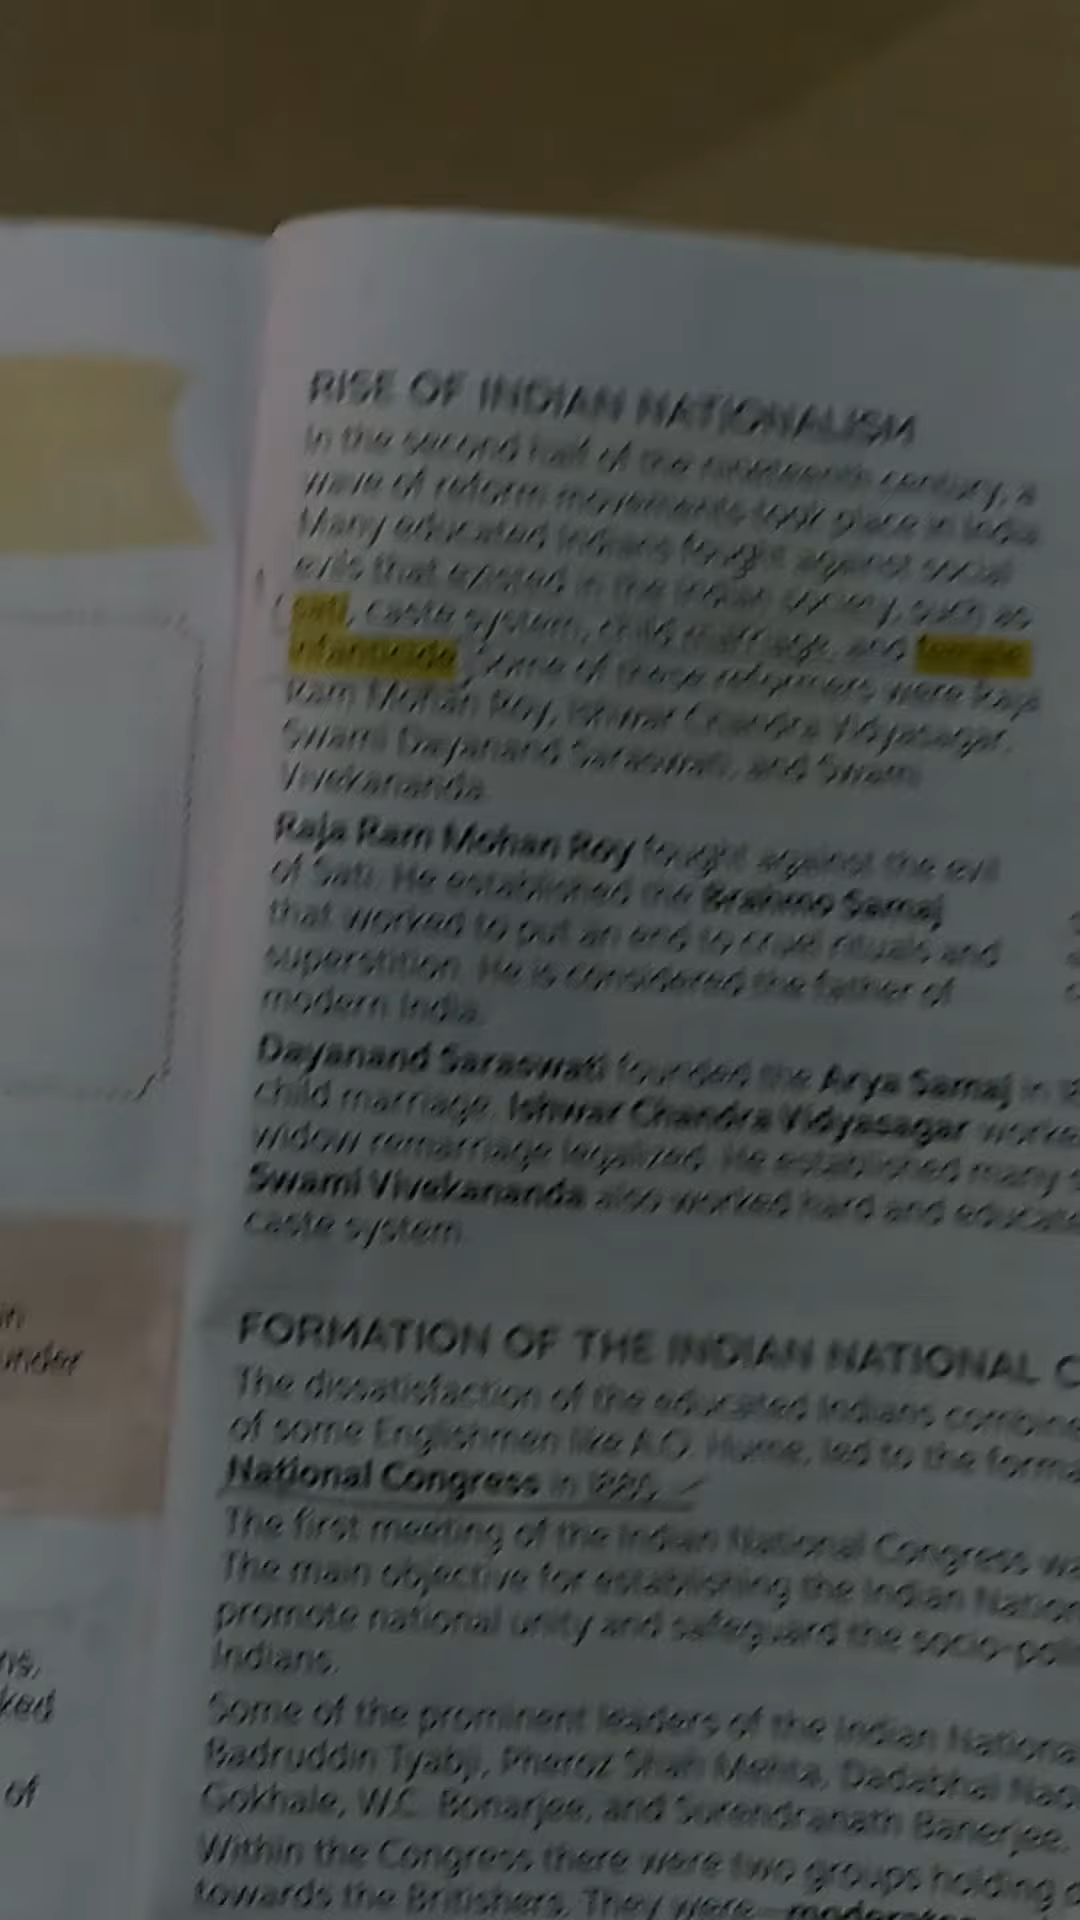 RISE OF INDIAN NATIONALISM
In the second half of the nineteenth century, a
wave of reform movements took place in India.
Many educated Indians fought against social
evils that existed in the Indian society, such as
sati, caste system, child marriage, and female
infanticide. Some of these reformers were Raja
Ram Mohan Roy, Ishwar Chandra Vidyasagar,
Swami Dayanand Saraswati, and Swami
Vivekananda.
Raja Ram Mohan Roy fought against the evil
of Sati. He established the Brahmo Samaj
that worked to put an end to cruel rituals and
superstition. He is considered the father of
modern India.
Dayanand Saraswati founded the Arya Samaj in
child marriage. Ishwar Chandra Vidyasagar
widow remarriage legalized. He established many
Swami Vivekananda also worked hard and
caste system.
FORMATION OF THE INDIAN NATIONAL C
The dissatisfaction of the educated Indians
of some Englishmen like A.O. Hume, led to the
National Congress in 1885.
The first meeting of the Indian National Congress
The main objective for establishing the Indian
promote national unity and safeguard the
Indians.
Some of the prominent leaders of the Indian
Badruddin Tyabji, Pheroz Shah Mehta, Dadabhai
Gokhale, W.C. Bonarjee, and Surendranath Banerjee.
Within the Congress there were two groups holding
towards the Britishers. They were
under
ked
of